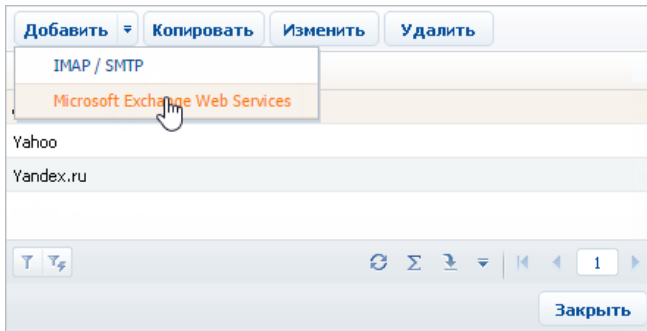 Добавить Копировать Изменить Удалить
IMAP / SMTP
Microsoft Exchange Web Services
Yahoo
Yandex.ru
1
Закрыть